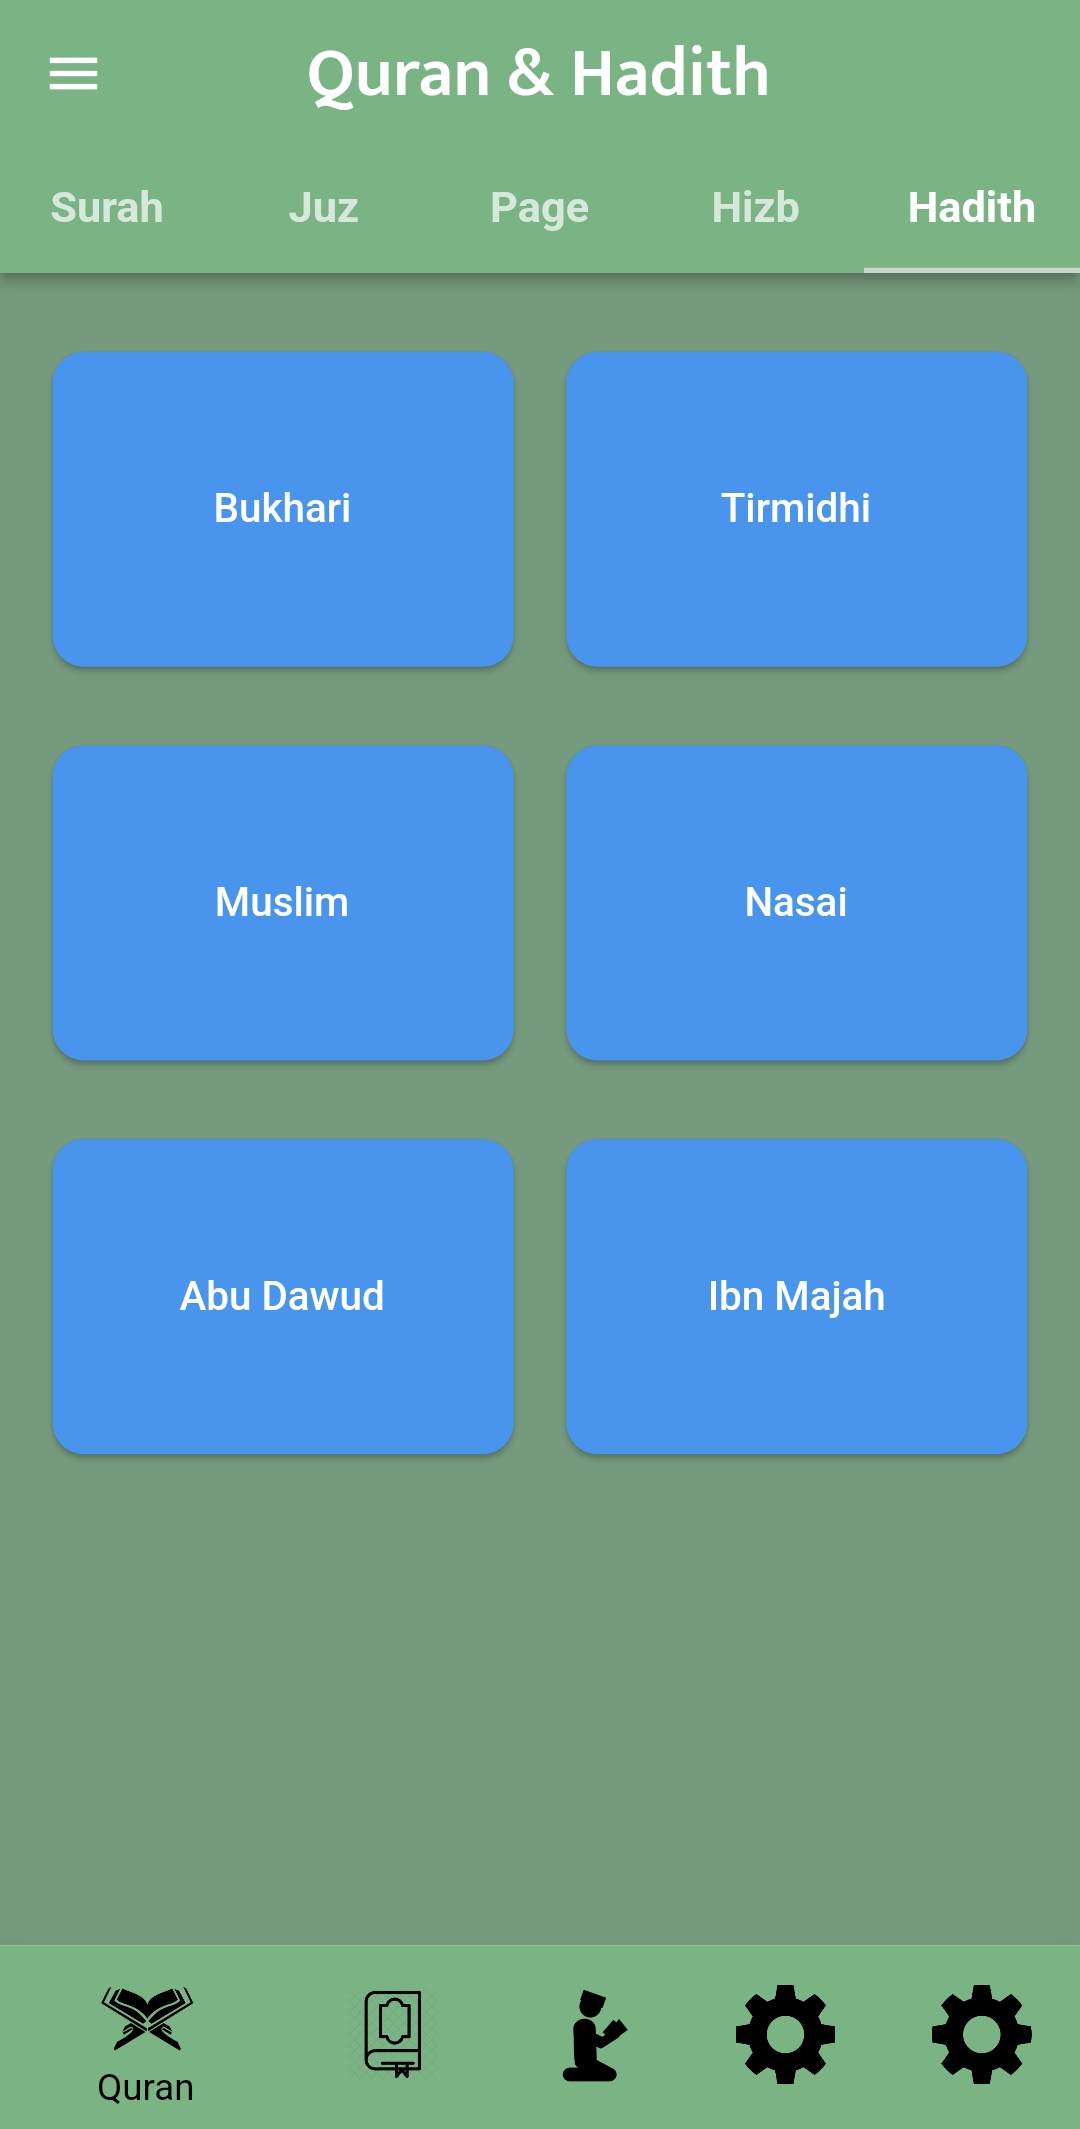 Quran & Hadith
Surah Juz Page Hizb Hadith
Bukhari Tirmidhi
Muslim Nasai
Abu Dawud Ibn Majah
Quran